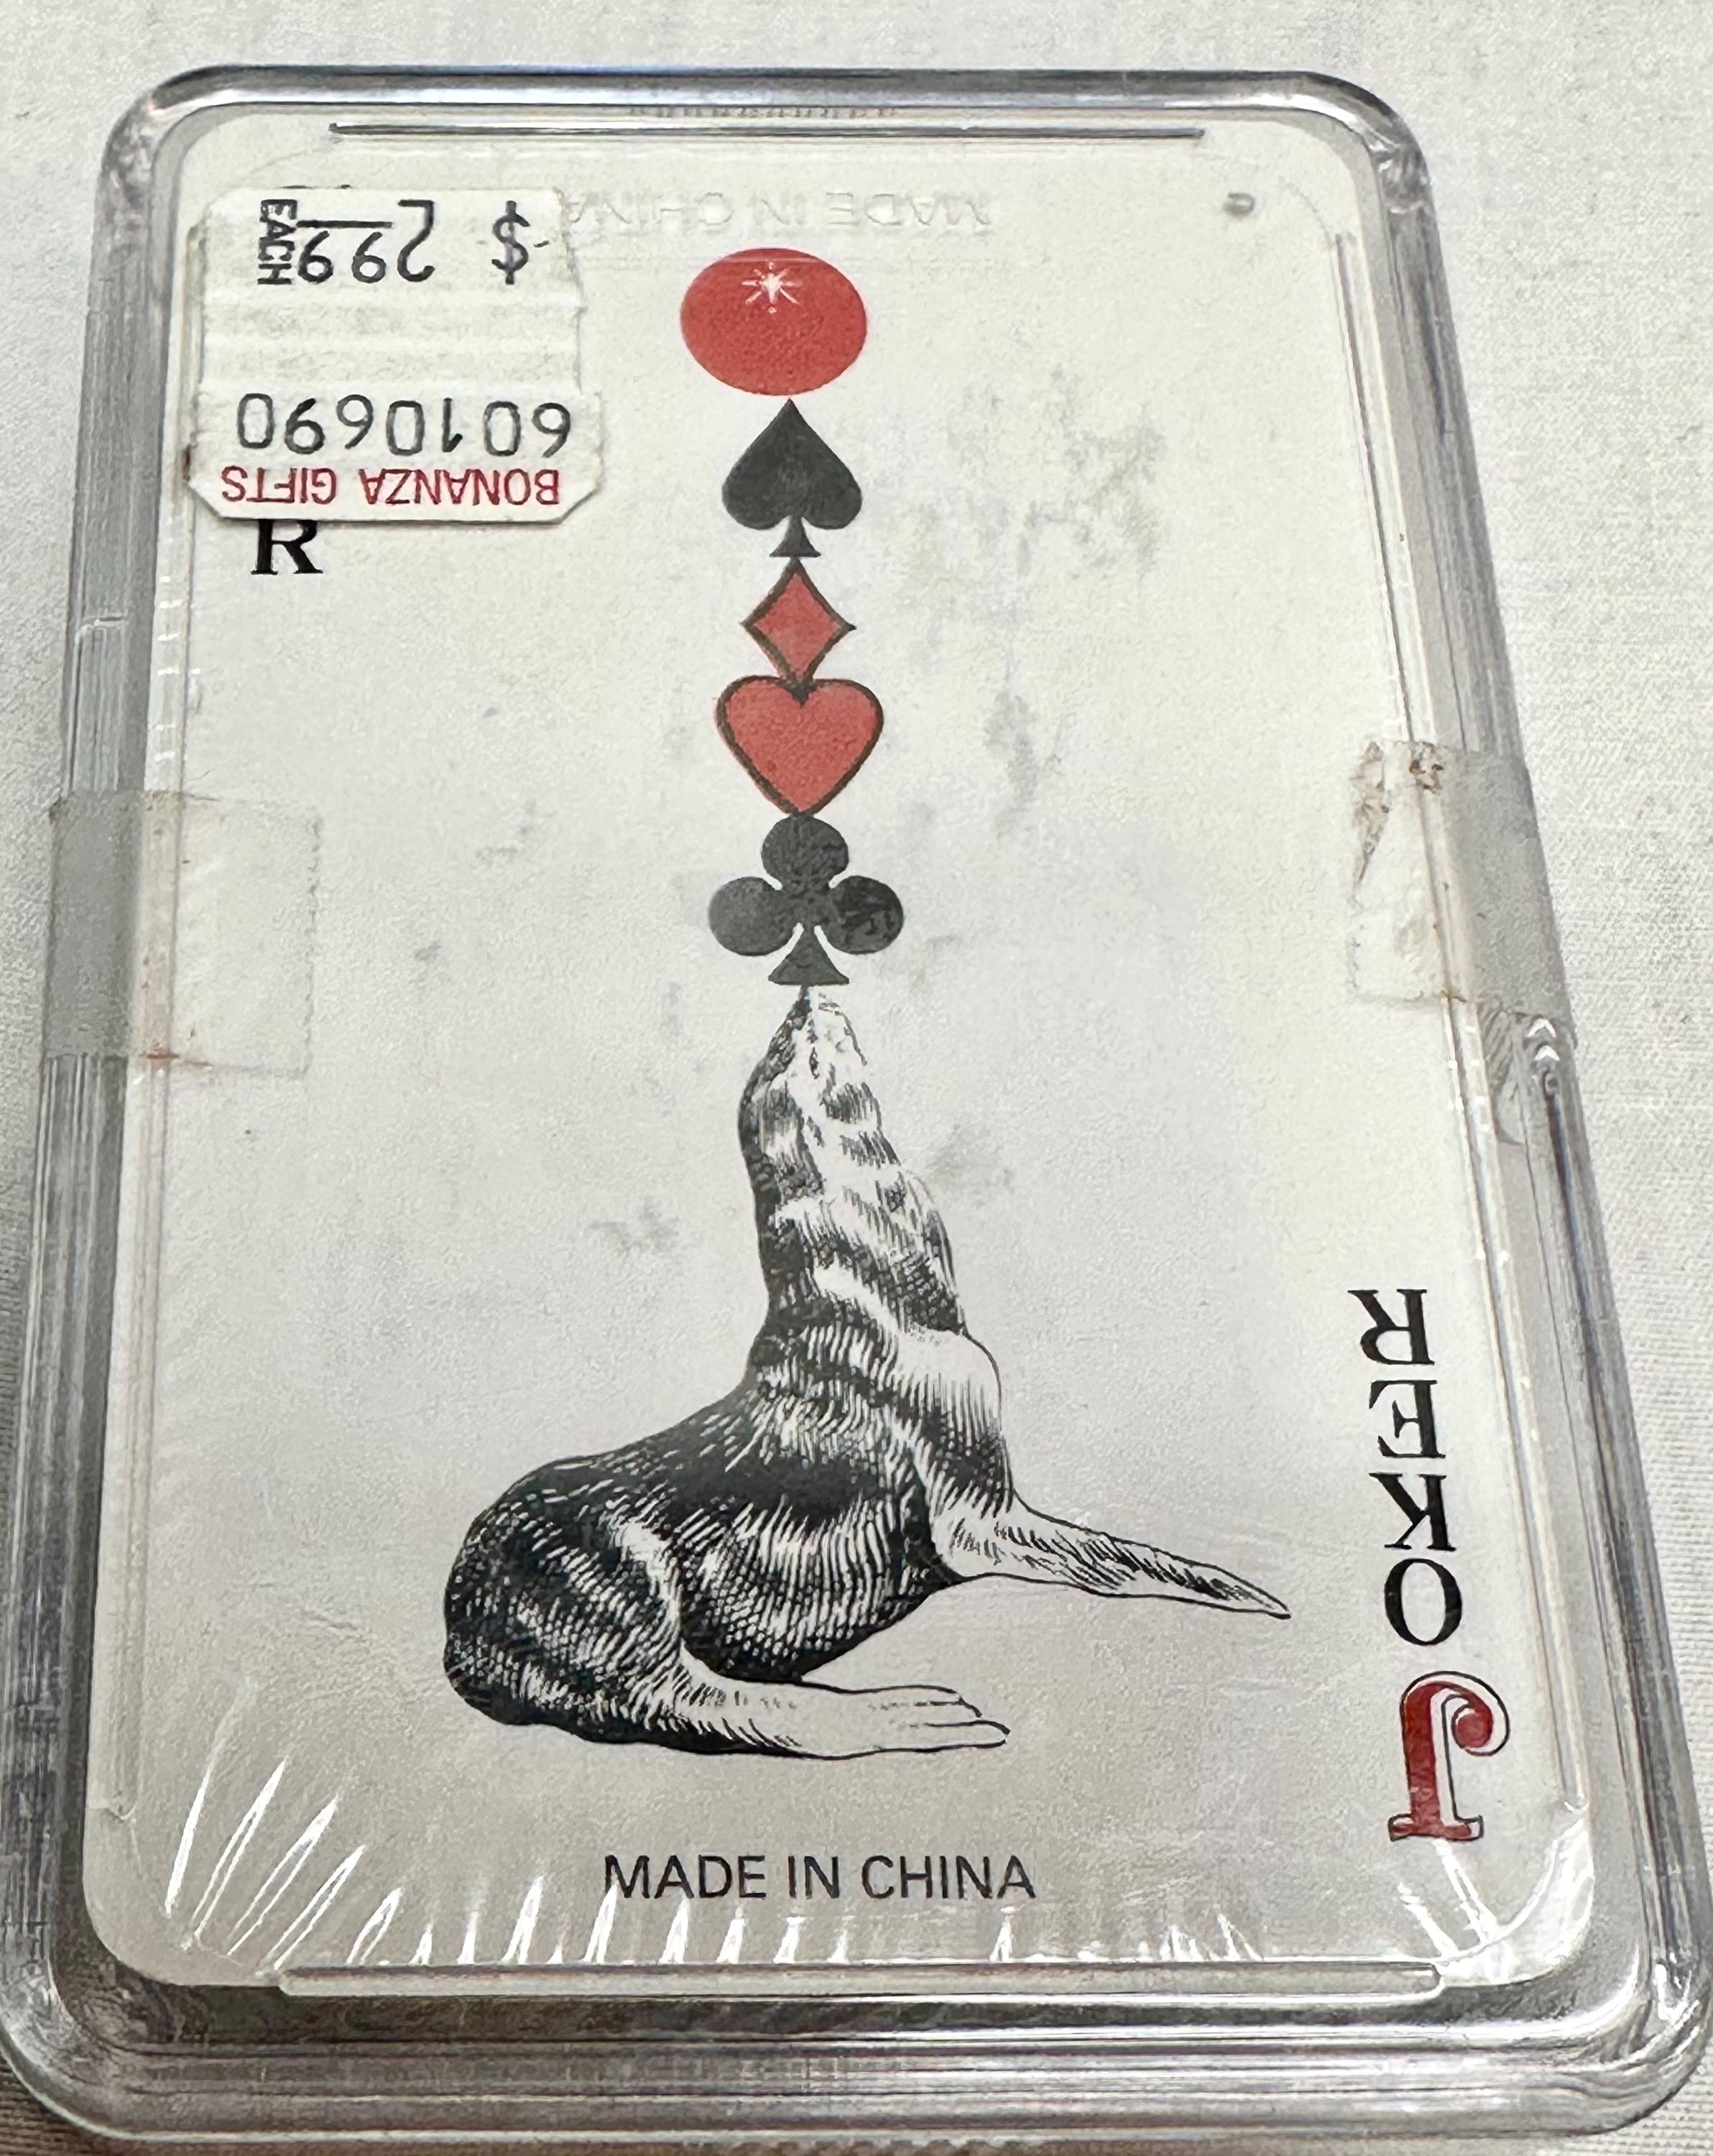 MADE IN CHINA
BONANZA GIFTS
6010690
$ 2.99 EACH
R
JOKER
MADE IN CHINA